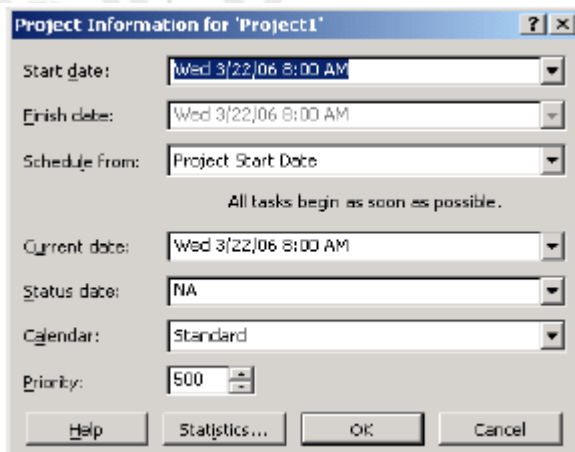 Project Information for 'Project1'
Start date: Wed 3/22/06 8:00 AM
Finish date: Wed 3/22/06 8:00 AM
Schedule from: Project Start Date
All tasks begin as soon as possible.
Current date: Wed 3/22/06 8:00 AM
Status date: NA
Calendar: Standard
Priority: 500
Help Statistics... OK Cancel